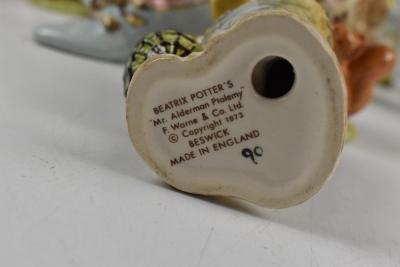 BEATRIX POTTER'S
"Mr. Alderman Ptolemy"
F. Warne & Co. Ltd.
© Copyright 1973
BESWICK
MADE IN ENGLAND
90